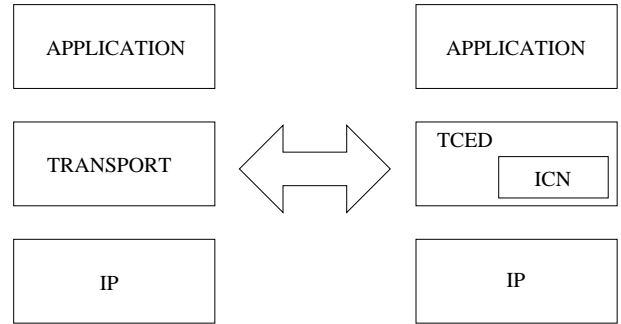 APPLICATION
APPLICATION
TRANSPORT
TCED
ICN
IP
IP